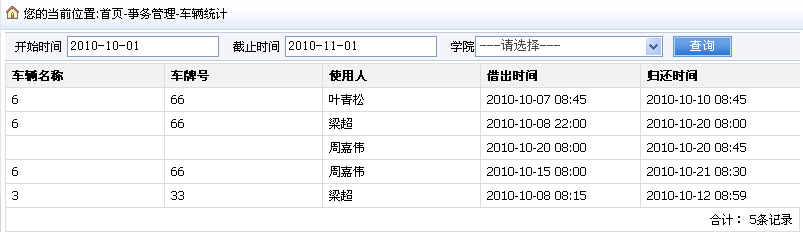 您的当前位置:首页-事务管理-车辆统计
开始时间 2010-10-01 截止时间 2010-11-01 学院 ---请选择--- 查询
车辆名称 车牌号 使用人 借出时间 归还时间
6 66 叶青松 2010-10-07 08:45 2010-10-10 08:45
6 66 梁超 2010-10-08 22:00 2010-10-20 08:00
周嘉伟 2010-10-20 08:00 2010-10-20 08:45
6 66 周嘉伟 2010-10-15 08:00 2010-10-21 08:30
3 33 梁超 2010-10-08 08:15 2010-10-12 08:59
合计： 5条记录